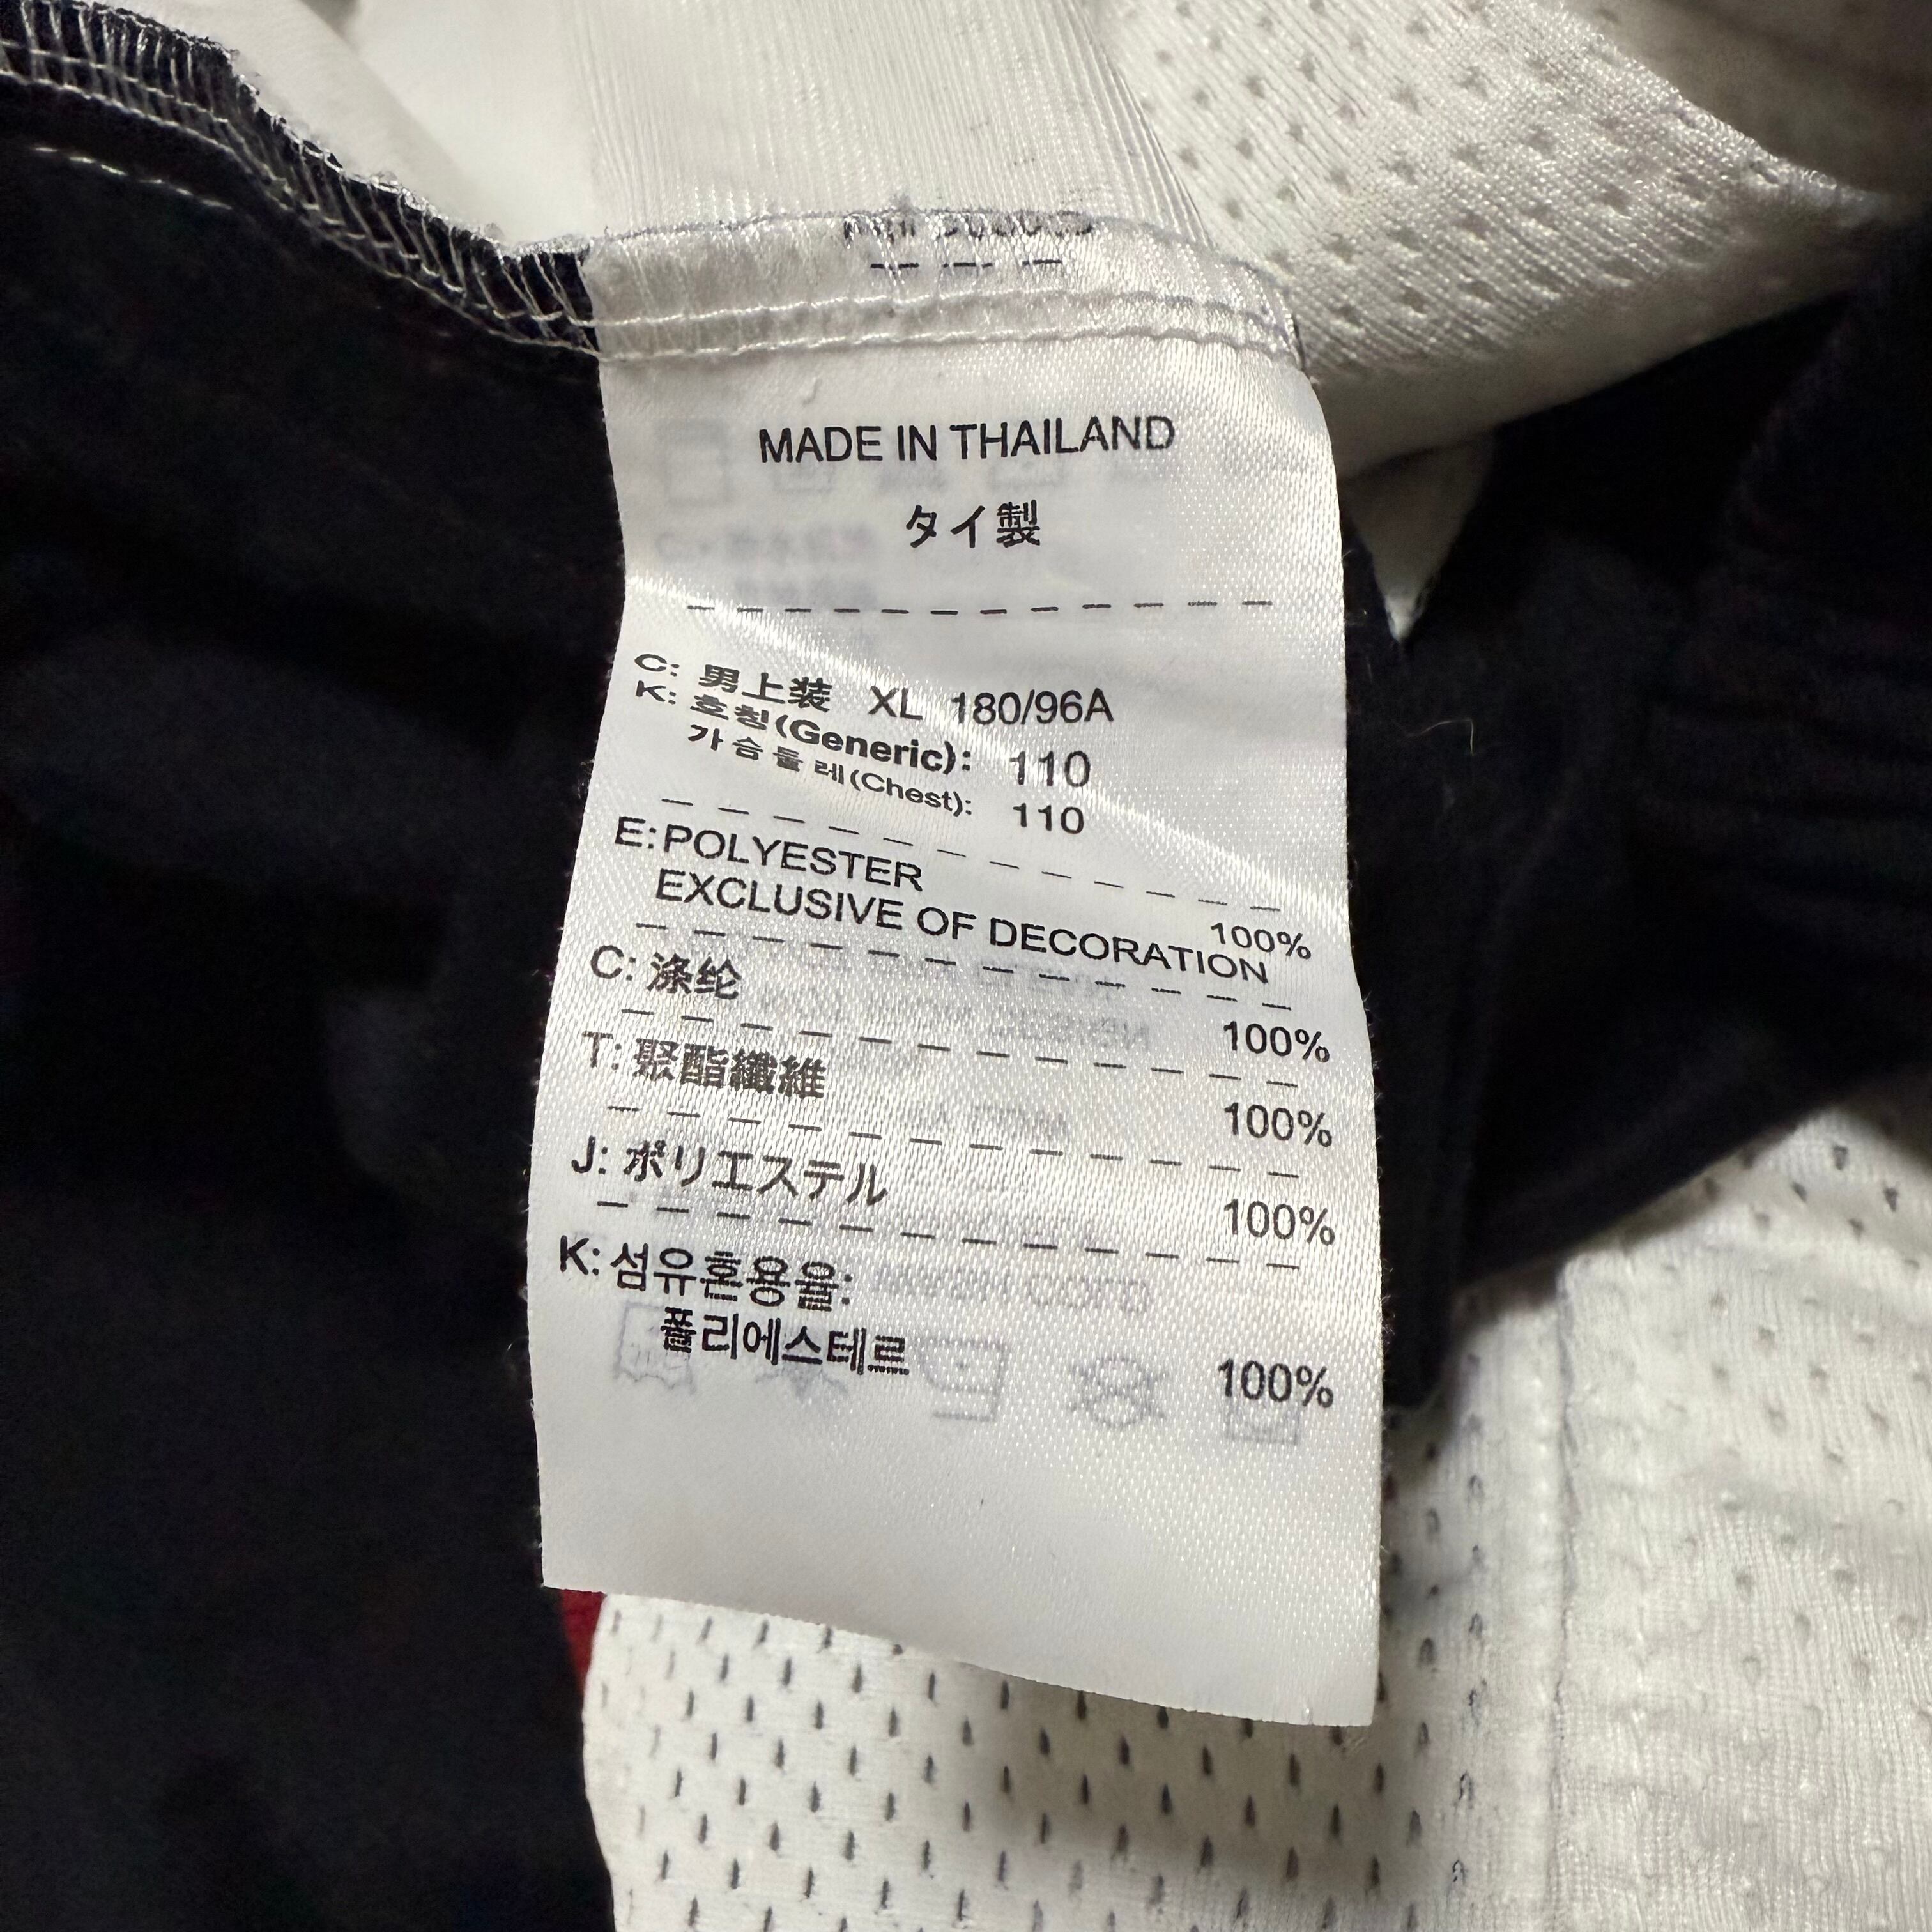 MADE IN THAILAND
タイ製
C: 男上装 XL 180/96A
K: 호칭(Generic): 110
가슴둘레(Chest): 110
E: POLYESTER 100%
EXCLUSIVE OF DECORATION
C: 涤纶 100%
T: 聚酯纖維 100%
J: ポリエステル 100%
K: 섬유혼용율:
폴리에스테르 100%